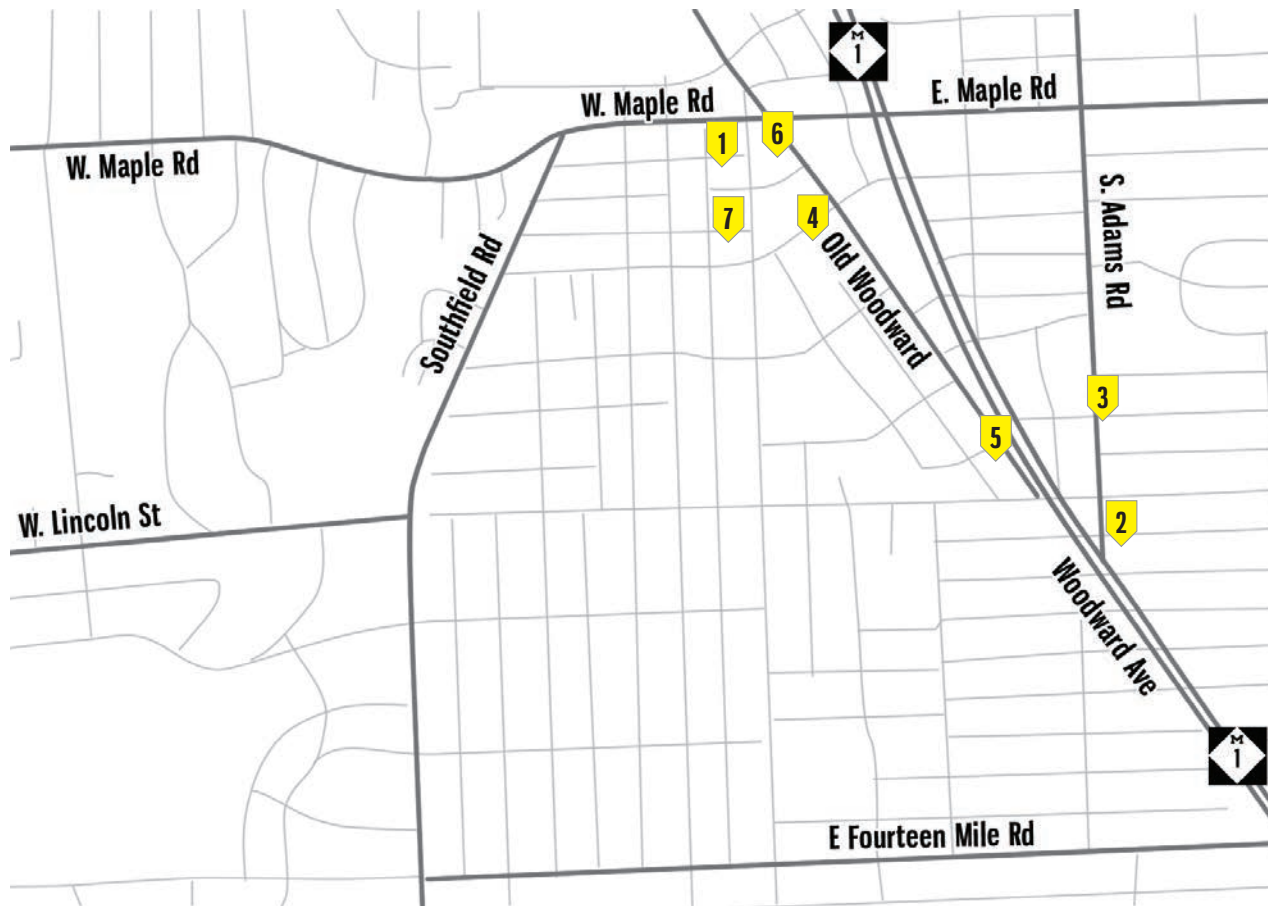 M
1
E. Maple Rd
W. Maple Rd
W. Maple Rd
1
6
7
4
S. Adams Rd
Old Woodward
Southfield Rd
3
5
W. Lincoln St
2
Woodward Ave
M
1
E Fourteen Mile Rd